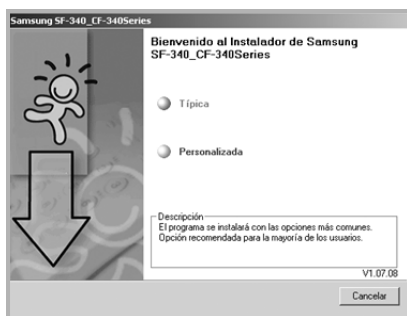 Samsung SF-340_CF-340Series
Bienvenido al Instalador de Samsung
SF-340_CF-340Series
Típica
Personalizada
Descripción
El programa se instalará con las opciones más comunes.
Opción recomendada para la mayoría de los usuarios.
V1.07.08
Cancelar